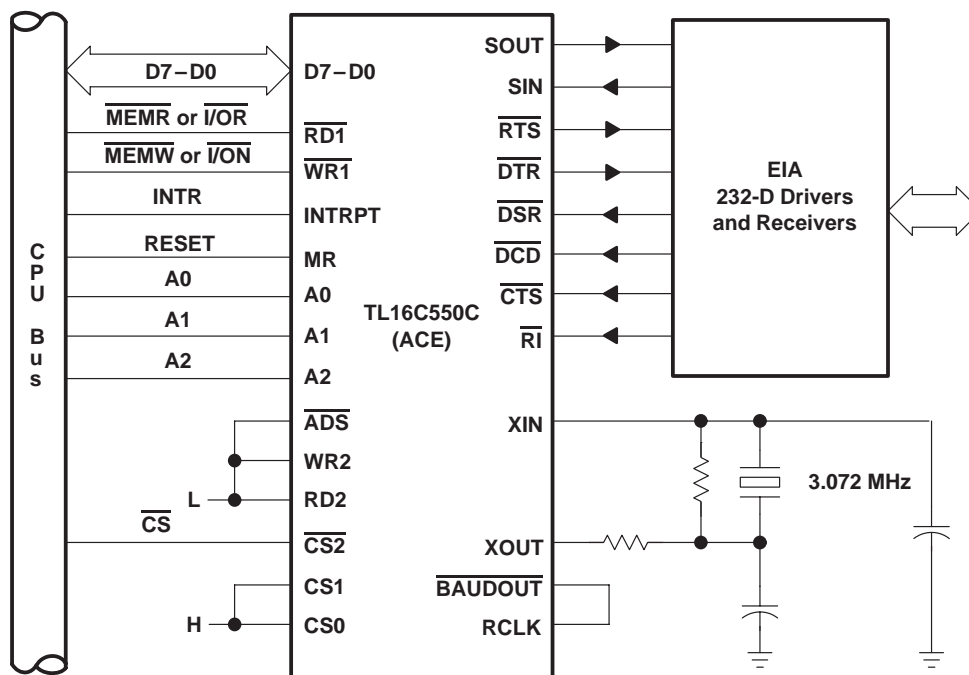 CPU Bus
D7–D0
MEMR or I/OR
MEMW or I/ON
INTR
RESET
A0
A1
A2
L
CS
H
D7–D0
RD1
WR1
INTRPT
MR
A0
A1
A2
ADS
WR2
RD2
CS2
CS1
CS0
TL16C550C
(ACE)
SOUT
SIN
RTS
DTR
DSR
DCD
CTS
RI
XIN
XOUT
BAUDOUT
RCLK
EIA
232-D Drivers
and Receivers
3.072 MHz